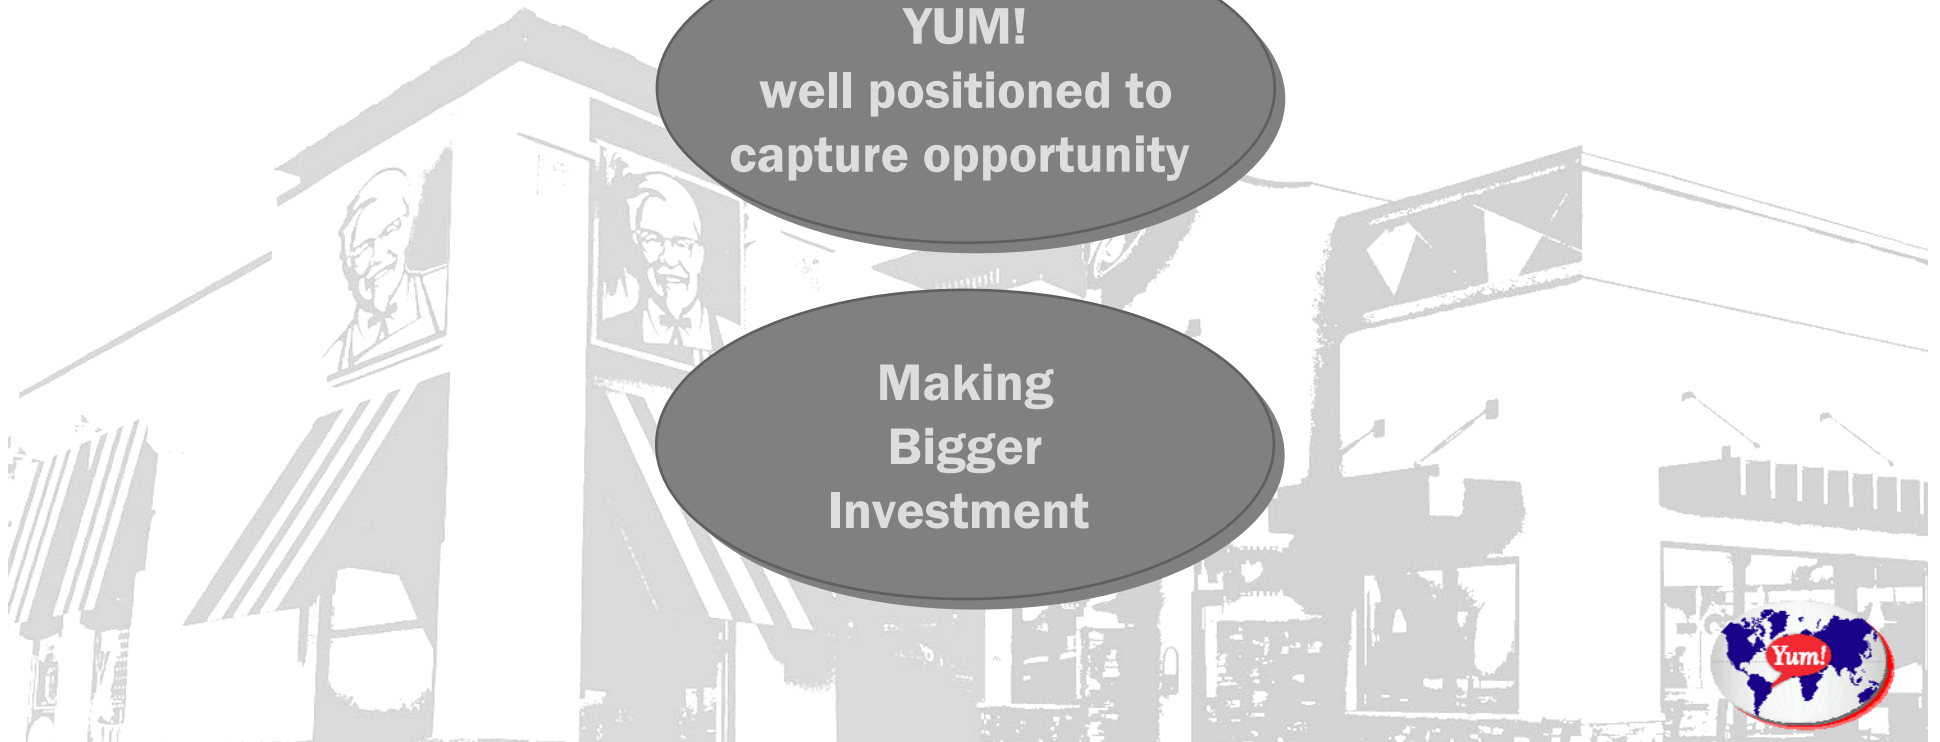 YUM!
well positioned to
capture opportunity
Making
Bigger
Investment
Yum!